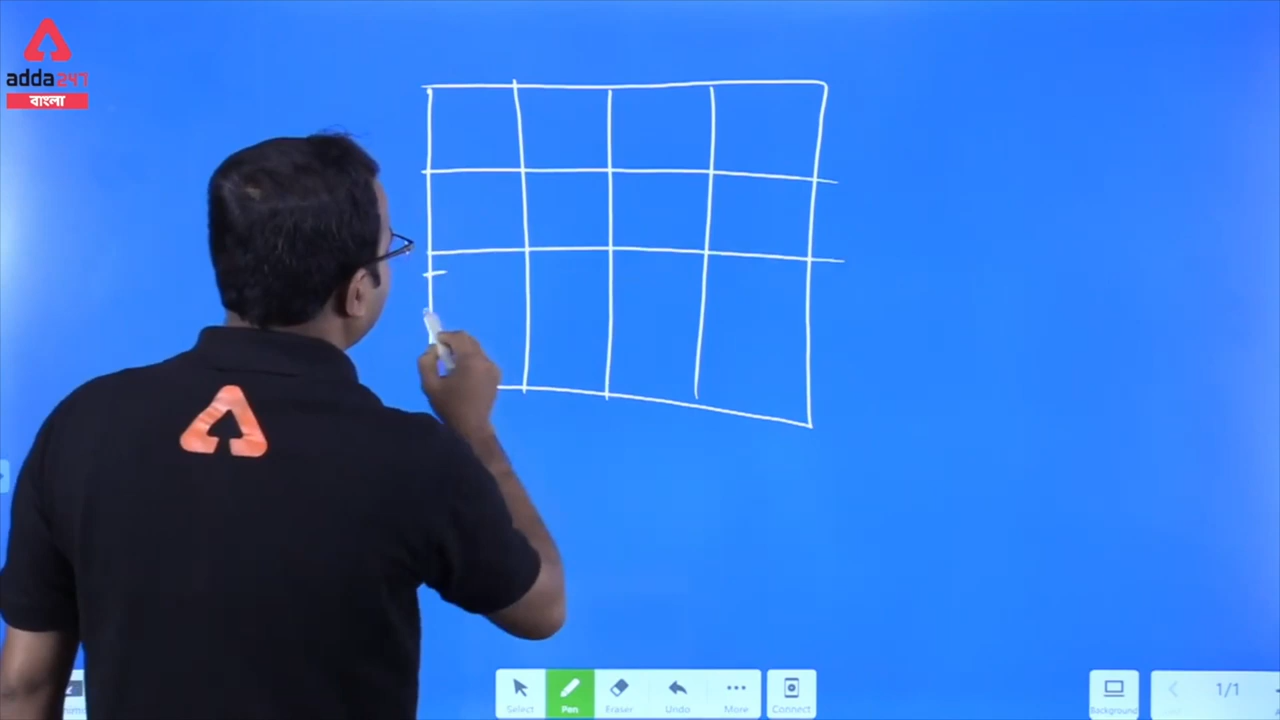 adda247
বাংলা
Select
Pen
Eraser
Undo
More
Connect
Background
1/1